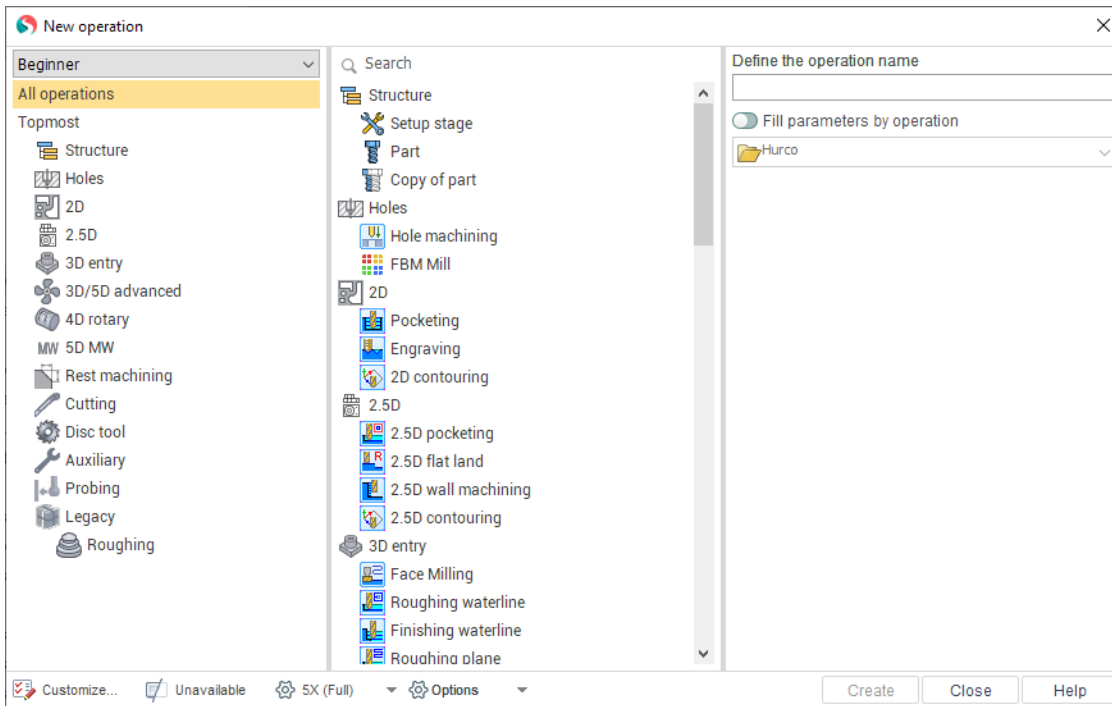 New operation
Beginner
All operations
Topmost
Structure
Holes
2D
2.5D
3D entry
3D/5D advanced
4D rotary
MW 5D MW
Rest machining
Cutting
Disc tool
Auxiliary
Probing
Legacy
Roughing
Search
Structure
Setup stage
Part
Copy of part
Holes
Hole machining
FBM Mill
2D
Pocketing
Engraving
2D contouring
2.5D
2.5D pocketing
2.5D flat land
2.5D wall machining
2.5D contouring
3D entry
Face Milling
Roughing waterline
Finishing waterline
Roughing plane
Define the operation name
Fill parameters by operation
Hurco
Customize...
Unavailable
5X (Full)
Options
Create
Close
Help